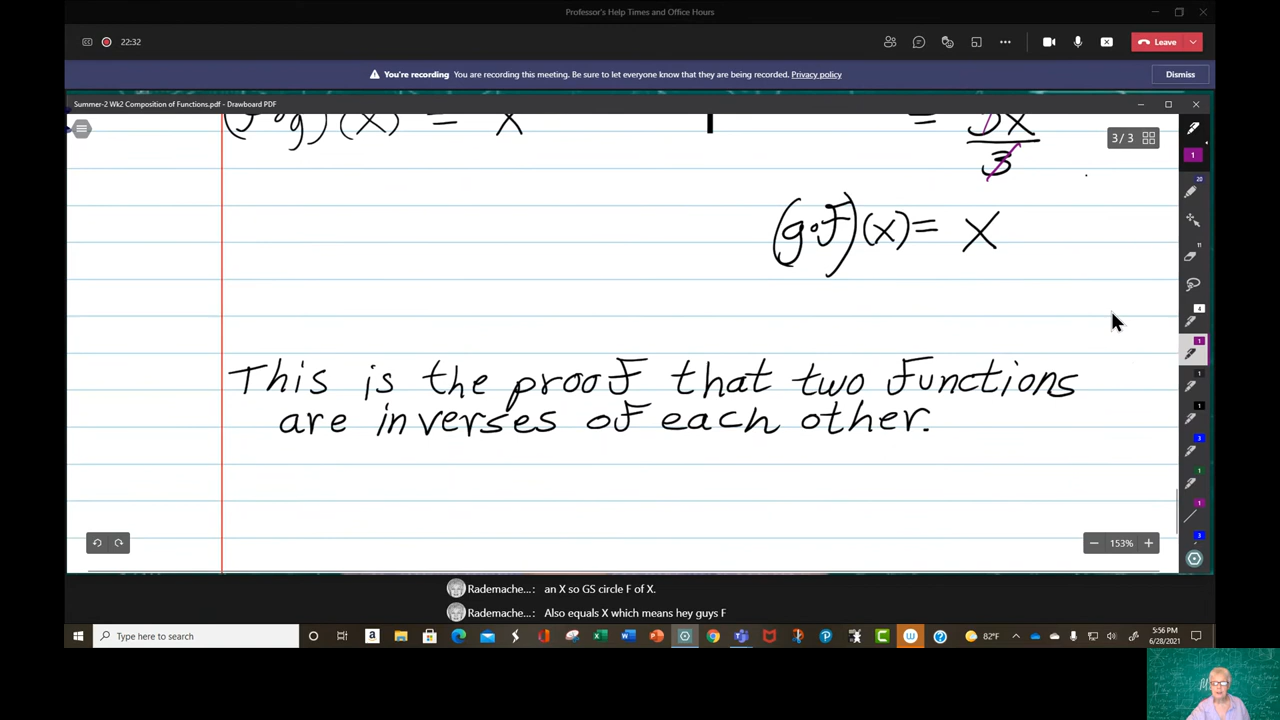 Professor's Help Times and Office Hours
22:32
Leave
You're recording You are recording this meeting. Be sure to let everyone know that they are being recorded. Privacy policy
Dismiss
Summer-2 Wk2 Composition of Functions.pdf - Drawboard PDF
(f∘g)(x) = x
= 3x
3
3/3
(g∘f)(x) = x
This is the proof that two functions
are inverses of each other.
153%
Rademache...: an X so GS circle F of X.
Rademache...: Also equals X which means hey guys F
Type here to search
82°F
5:56 PM
6/28/2021